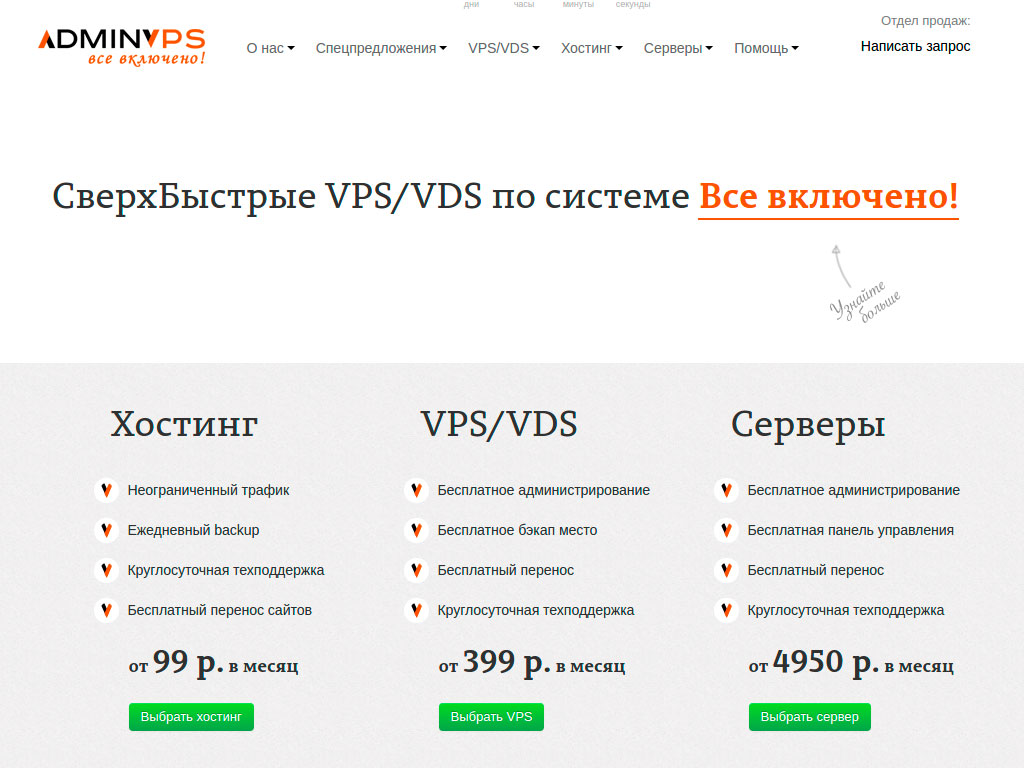 дни часы минуты секунды
Отдел продаж:
ADMINVPS
все включено!
О нас Спецпредложения VPS/VDS Хостинг Серверы Помощь
Написать запрос
СверхБыстрые VPS/VDS по системе Все включено!
Узнайте
больше
Хостинг
Неограниченный трафик
Ежедневный backup
Круглосуточная техподдержка
Бесплатный перенос сайтов
от 99 р. в месяц
Выбрать хостинг
VPS/VDS
Бесплатное администрирование
Бесплатное бэкап место
Бесплатный перенос
Круглосуточная техподдержка
от 399 р. в месяц
Выбрать VPS
Серверы
Бесплатное администрирование
Бесплатная панель управления
Бесплатный перенос
Круглосуточная техподдержка
от 4950 р. в месяц
Выбрать сервер